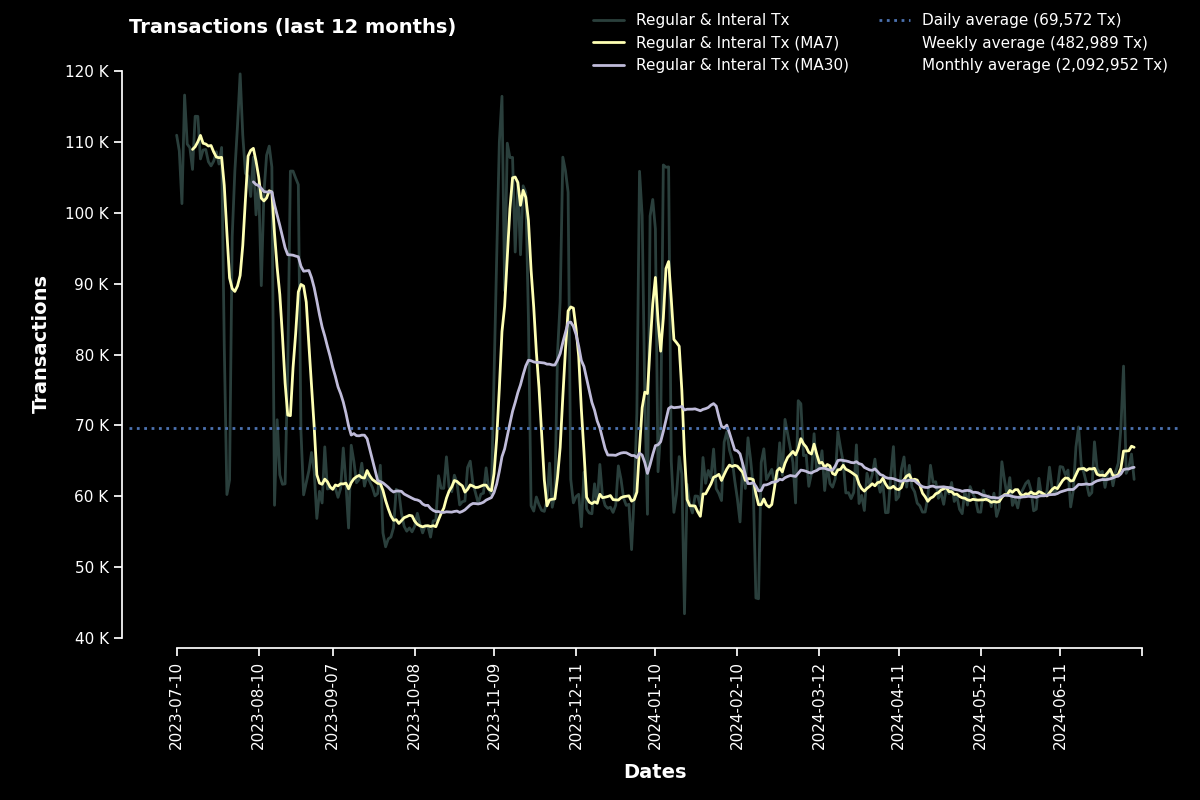 Transactions (last 12 months)
Regular & Interal Tx
Regular & Interal Tx (MA7)
Regular & Interal Tx (MA30)
Daily average (69,572 Tx)
Weekly average (482,989 Tx)
Monthly average (2,092,952 Tx)
120 K
110 K
100 K
90 K
80 K
70 K
60 K
50 K
40 K
Transactions
2023-07-10
2023-08-10
2023-09-07
2023-10-08
2023-11-09
2023-12-11
2024-01-10
2024-02-10
2024-03-12
2024-04-11
2024-05-12
2024-06-11
Dates